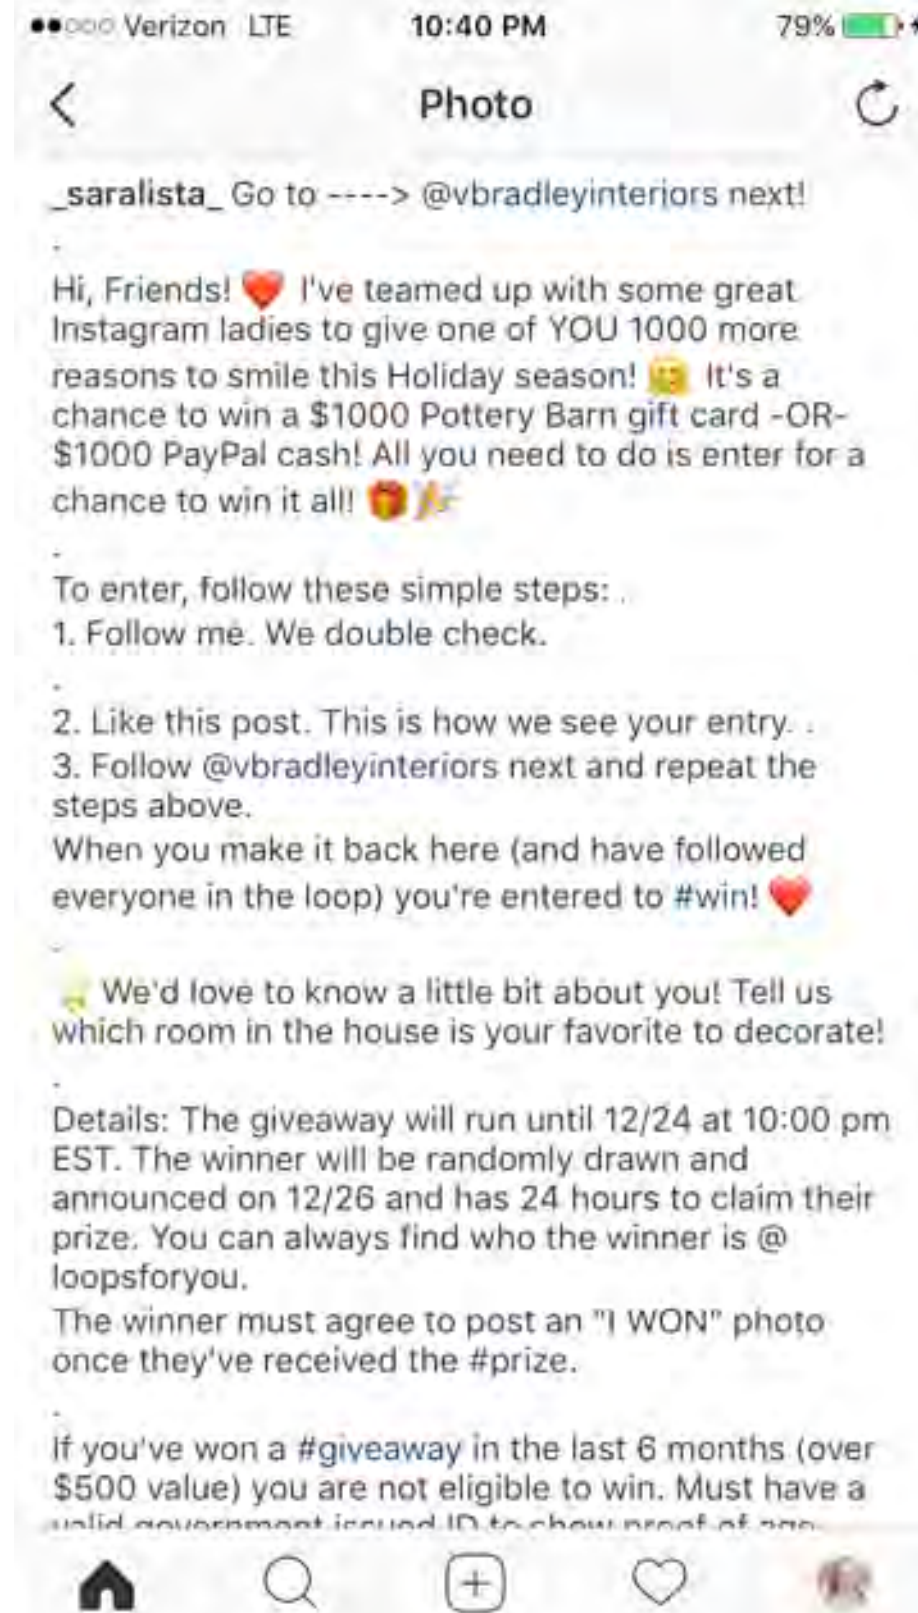 Verizon LTE 10:40 PM 79%
Photo
_saralista_ Go to ----> @vbradleyinteriors next!
.
Hi, Friends! ❤️ I've teamed up with some great
Instagram ladies to give one of YOU 1000 more
reasons to smile this Holiday season! 😊 It's a
chance to win a $1000 Pottery Barn gift card -OR-
$1000 PayPal cash! All you need to do is enter for a
chance to win it all! 🎁🎉
.
To enter, follow these simple steps: .
1. Follow me. We double check.
.
2. Like this post. This is how we see your entry. .
3. Follow @vbradleyinteriors next and repeat the
steps above.
When you make it back here (and have followed
everyone in the loop) you're entered to #win! ❤️
.
We'd love to know a little bit about you! Tell us
which room in the house is your favorite to decorate!
.
Details: The giveaway will run until 12/24 at 10:00 pm
EST. The winner will be randomly drawn and
announced on 12/26 and has 24 hours to claim their
prize. You can always find who the winner is @
loopsforyou.
The winner must agree to post an "I WON" photo
once they've received the #prize.
.
If you've won a #giveaway in the last 6 months (over
$500 value) you are not eligible to win. Must have a
valid government issued ID to show proof of age